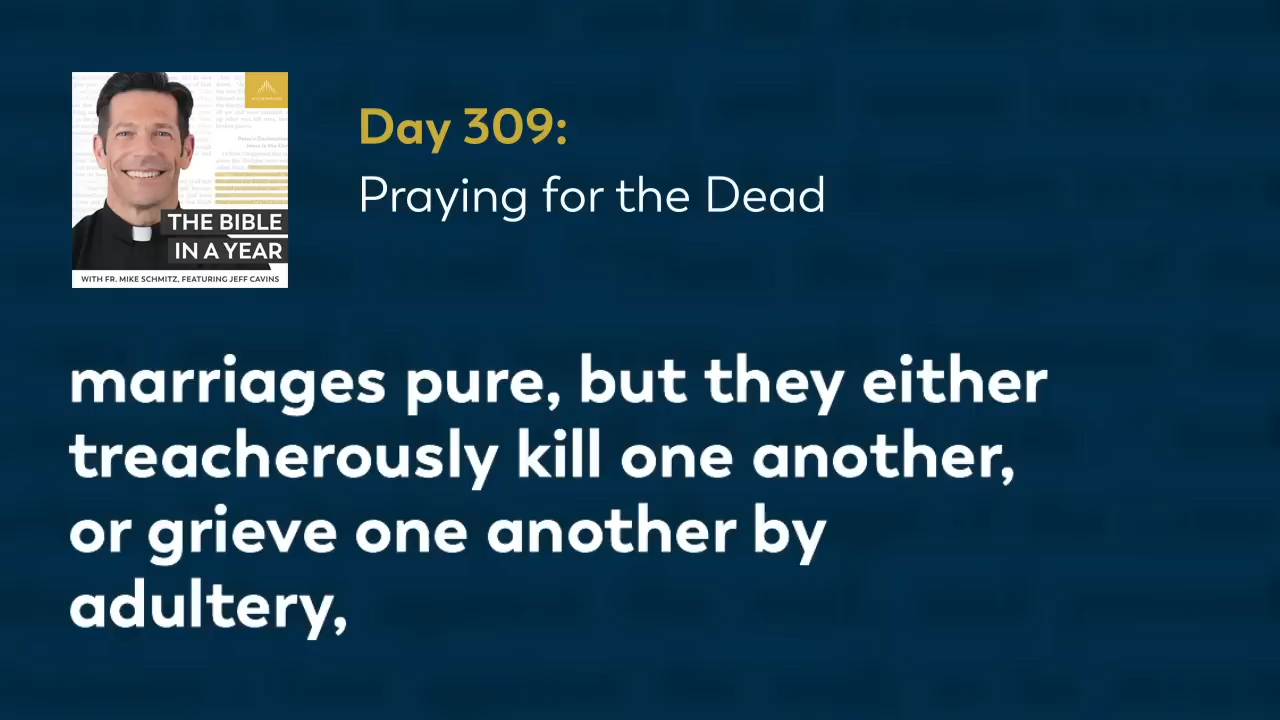 Day 309:
Praying for the Dead
THE BIBLE
IN A YEAR
WITH FR. MIKE SCHMITZ, FEATURING JEFF CAVINS
marriages pure, but they either
treacherously kill one another,
or grieve one another by
adultery,